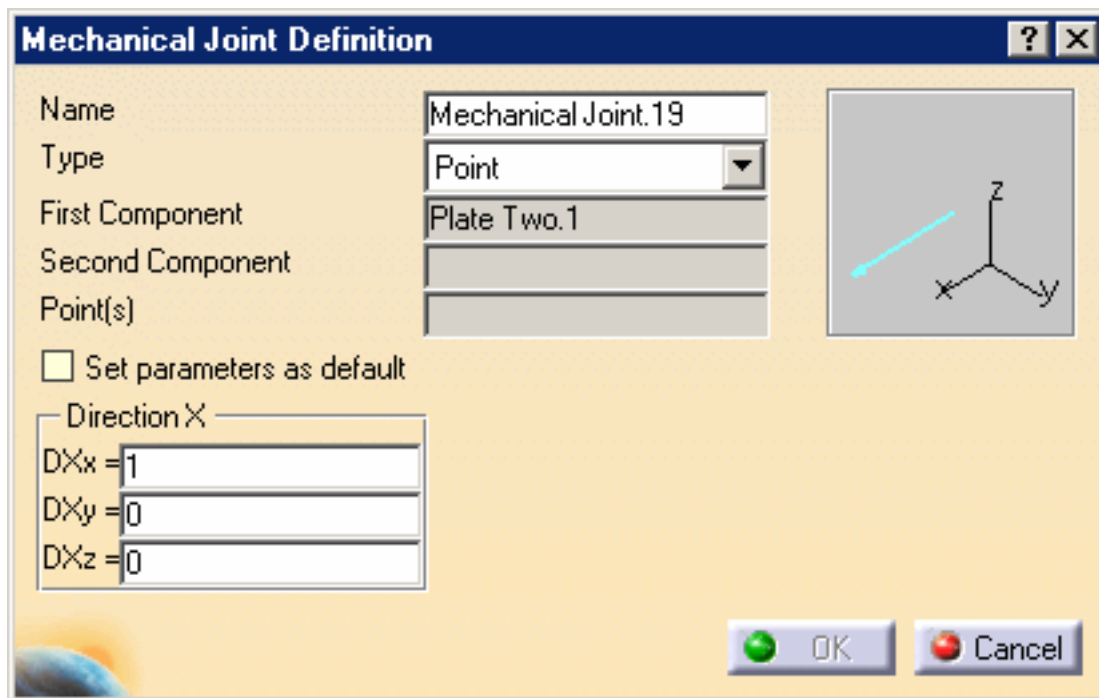 Mechanical Joint Definition
?
Name
Mechanical Joint.19
Type
Point
First Component
Plate Two.1
Second Component
Point(s)
z
x
y
Set parameters as default
Direction X
DXx =1
DXy =0
DXz =0
OK
Cancel